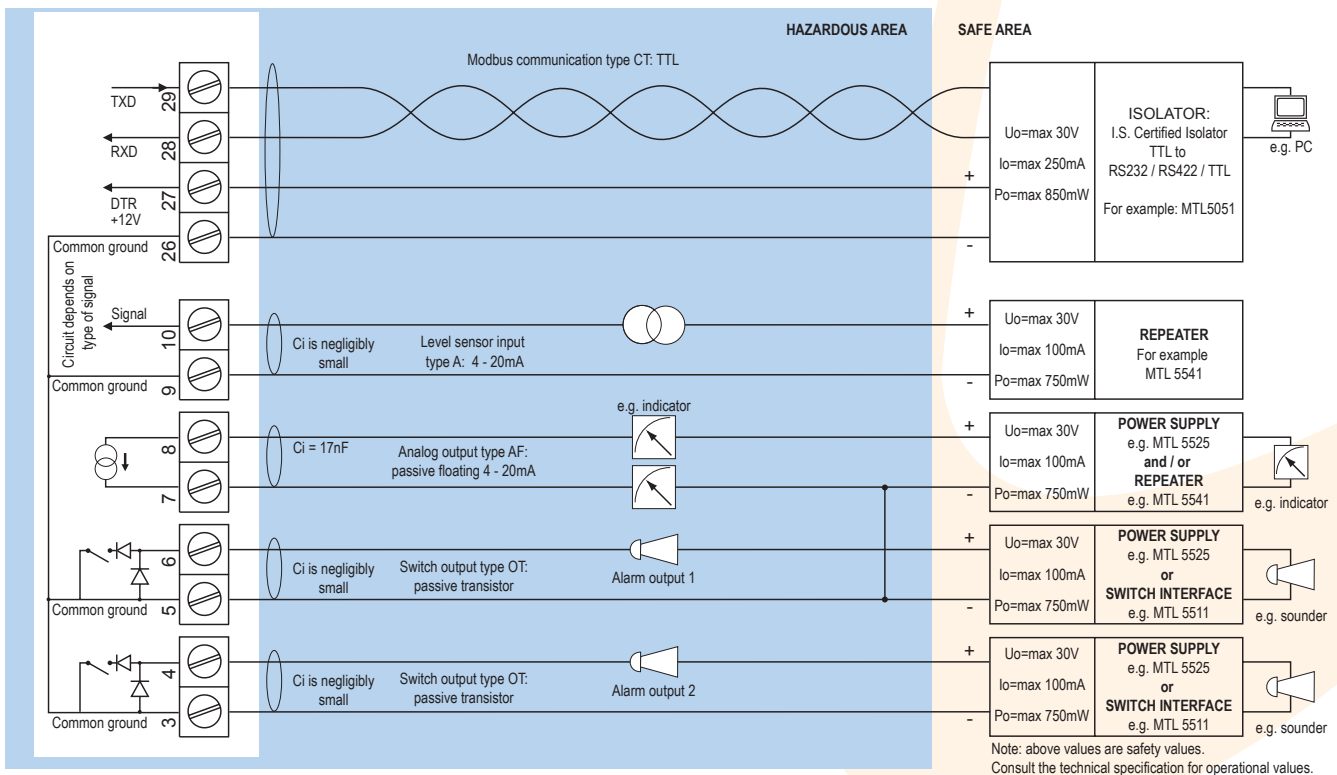 HAZARDOUS AREA
SAFE AREA
Modbus communication type CT: TTL
TXD
29
RXD
28
DTR
+12V
27
Common ground
26
+
-
Uo=max 30V
Io=max 250mA
Po=max 850mW
ISOLATOR:
I.S. Certified Isolator
TTL to
RS232 / RS422 / TTL
For example: MTL5051
e.g. PC
Circuit depends on
type of signal
Signal
10
Common ground
9
Ci is negligibly
small
Level sensor input
type A: 4 - 20mA
+
-
Uo=max 30V
Io=max 100mA
Po=max 750mW
REPEATER
For example
MTL 5541
8
7
Ci = 17nF
Analog output type AF:
passive floating 4 - 20mA
e.g. indicator
+
-
Uo=max 30V
Io=max 100mA
Po=max 750mW
POWER SUPPLY
e.g. MTL 5525
and / or
REPEATER
e.g. MTL 5541
e.g. indicator
6
Common ground
5
Ci is negligibly
small
Switch output type OT:
passive transistor
Alarm output 1
+
-
Uo=max 30V
Io=max 100mA
Po=max 750mW
POWER SUPPLY
e.g. MTL 5525
or
SWITCH INTERFACE
e.g. MTL 5511
e.g. sounder
4
Common ground
3
Ci is negligibly
small
Switch output type OT:
passive transistor
Alarm output 2
+
-
Uo=max 30V
Io=max 100mA
Po=max 750mW
POWER SUPPLY
e.g. MTL 5525
or
SWITCH INTERFACE
e.g. MTL 5511
e.g. sounder
Note: above values are safety values.
Consult the technical specification for operational values.